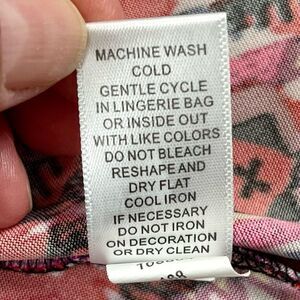 MACHINE WASH
COLD
GENTLE CYCLE
IN LINGERIE BAG
OR INSIDE OUT
WITH LIKE COLORS
DO NOT BLEACH
RESHAPE AND
DRY FLAT
COOL IRON
IF NECESSARY
DO NOT IRON
ON DECORATION
OR DRY CLEAN